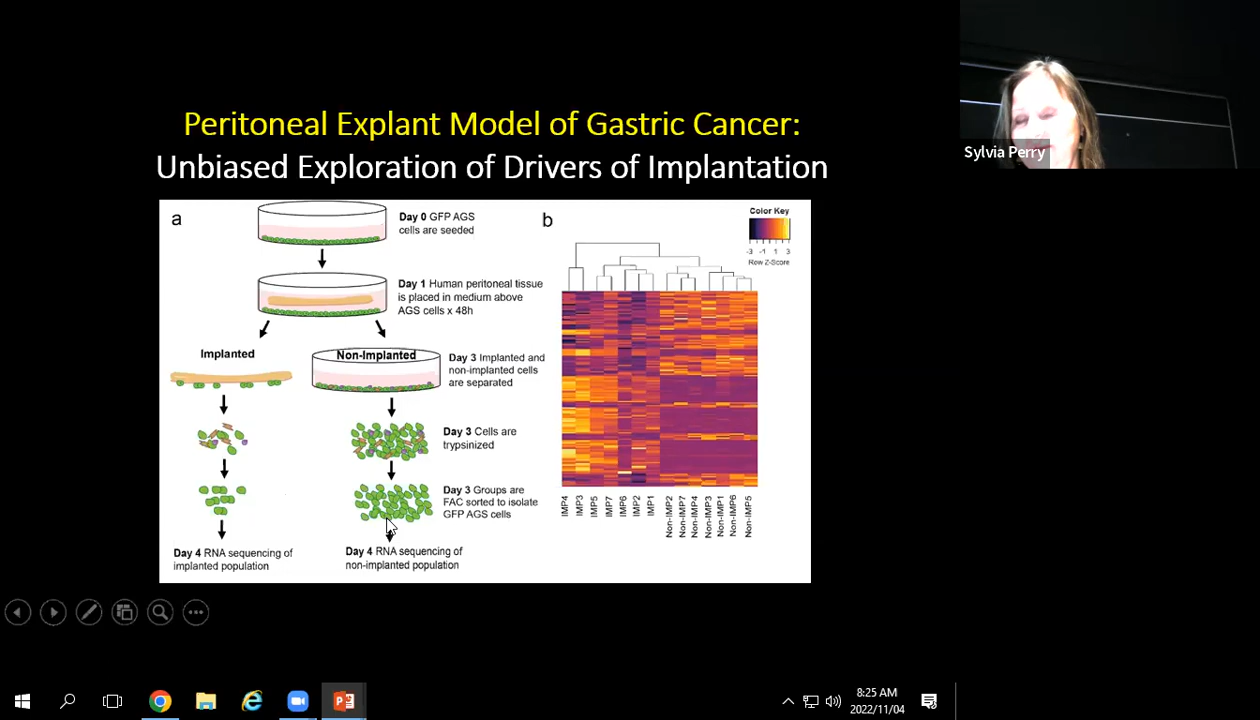 Peritoneal Explant Model of Gastric Cancer:
Unbiased Exploration of Drivers of Implantation
Sylvia Perry
a
Day 0 GFP AGS
cells are seeded
Day 1 Human peritoneal tissue
is placed in medium above
AGS cells x 48h
Implanted
Non-Implanted
Day 3 Implanted and
non-implanted cells
are separated
Day 3 Cells are
trypsinized
Day 3 Groups are
FAC sorted to isolate
GFP AGS cells
Day 4 RNA sequencing of
implanted population
Day 4 RNA sequencing of
non-implanted population
b
Color Key
-3 -1 1 3
Row Z-Score
IMP4
IMP3
IMP5
IMP7
IMP6
IMP2
IMP1
Non-IMP2
Non-IMP7
Non-IMP4
Non-IMP3
Non-IMP1
Non-IMP6
Non-IMP5
8:25 AM
2022/11/04